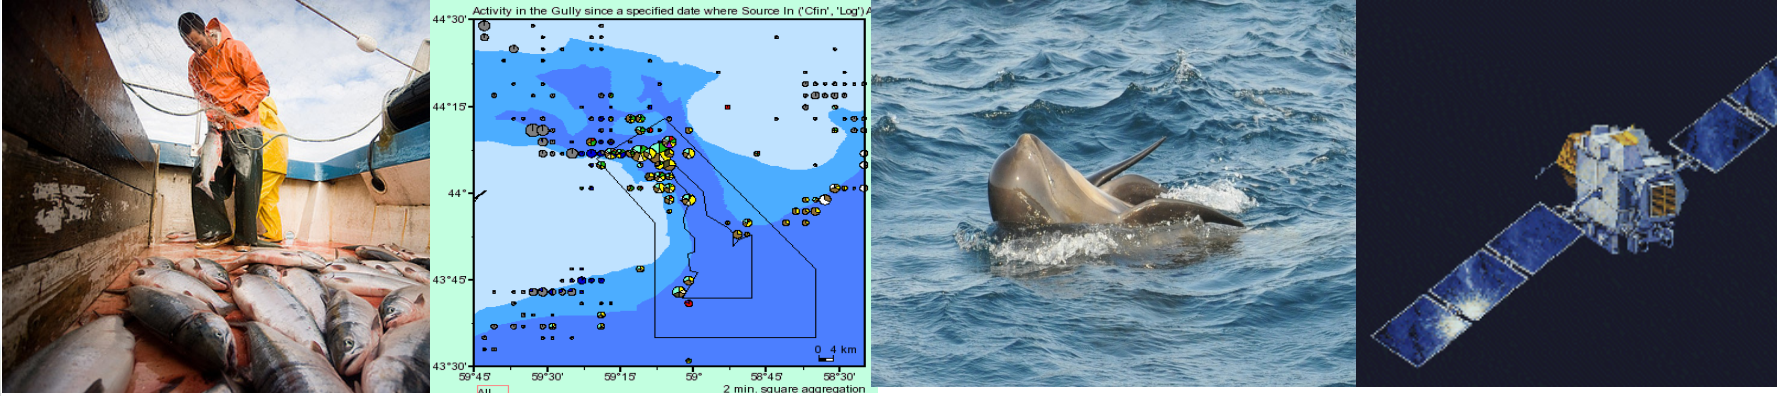 Activity in the Gully since a specified date where Source In ('Cfin', 'Log') A
44°30'
44°15'
44°
43°45'
43°30'
0 4 km
59°45 59°30' 59°15' 59° 58°45' 58°30'
All
2 min. square aggregation